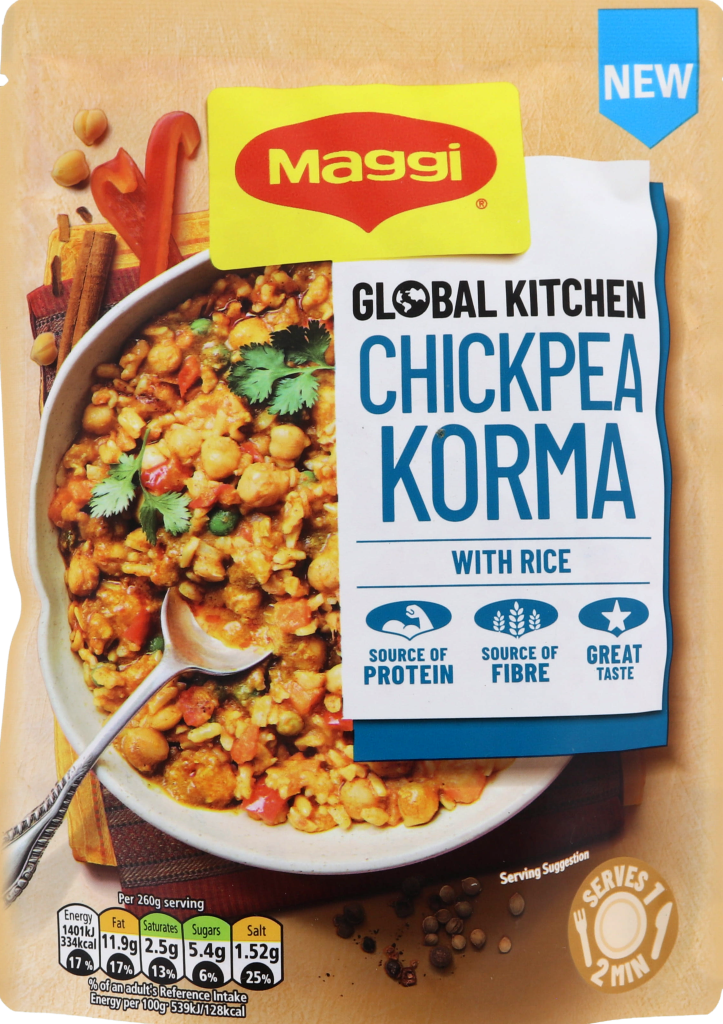 NEW
Maggi
®
GLOBAL KITCHEN
CHICKPEA
KORMA
WITH RICE
SOURCE OF
PROTEIN
SOURCE OF
FIBRE
GREAT
TASTE
Serving Suggestion
SERVES 1
2 MIN
Per 260g serving
Energy
1401kJ
334kcal
17%
Fat
11.9g
17%
Saturates
2.5g
13%
Sugars
5.4g
6%
Salt
1.52g
25%
% of an adult's Reference Intake
Energy per 100g: 539kJ/128kcal